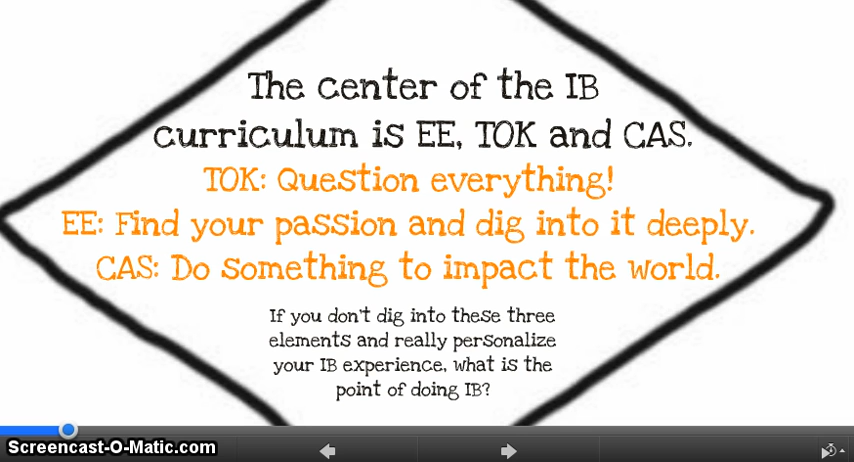 The center of the IB
curriculum is EE, TOK and CAS.
TOK: Question everything!
EE: Find your passion and dig into it deeply.
CAS: Do something to impact the world.
If you don't dig into these three
elements and really personalize
your IB experience, what is the
point of doing IB?
Screencast-O-Matic.com